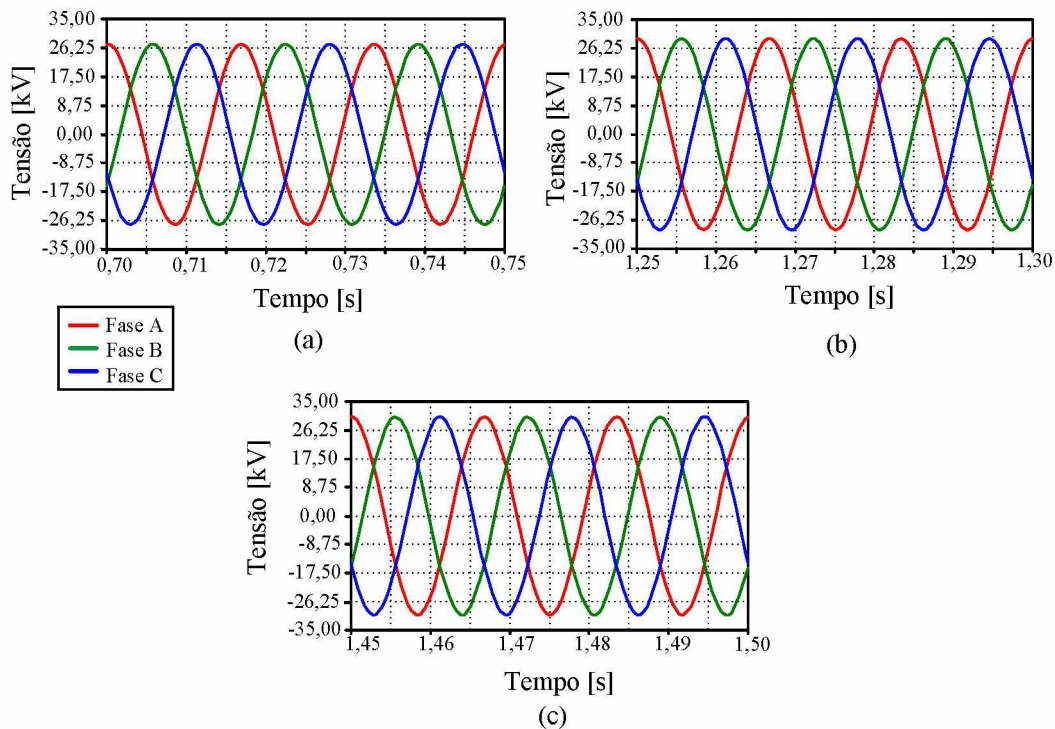 35,00
26,25
17,50
8,75
0,00
-8,75
-17,50
-26,25
-35,00
Tensão [kV]
0,70 0,71 0,72 0,73 0,74 0,75
Tempo [s]
(a)
35,00
26,25
17,50
8,75
0,00
-8,75
-17,50
-26,25
-35,00
Tensão [kV]
1,25 1,26 1,27 1,28 1,29 1,30
Tempo [s]
(b)
Fase A
Fase B
Fase C
35,00
26,25
17,50
8,75
0,00
-8,75
-17,50
-26,25
-35,00
Tensão [kV]
1,45 1,46 1,47 1,48 1,49 1,50
Tempo [s]
(c)